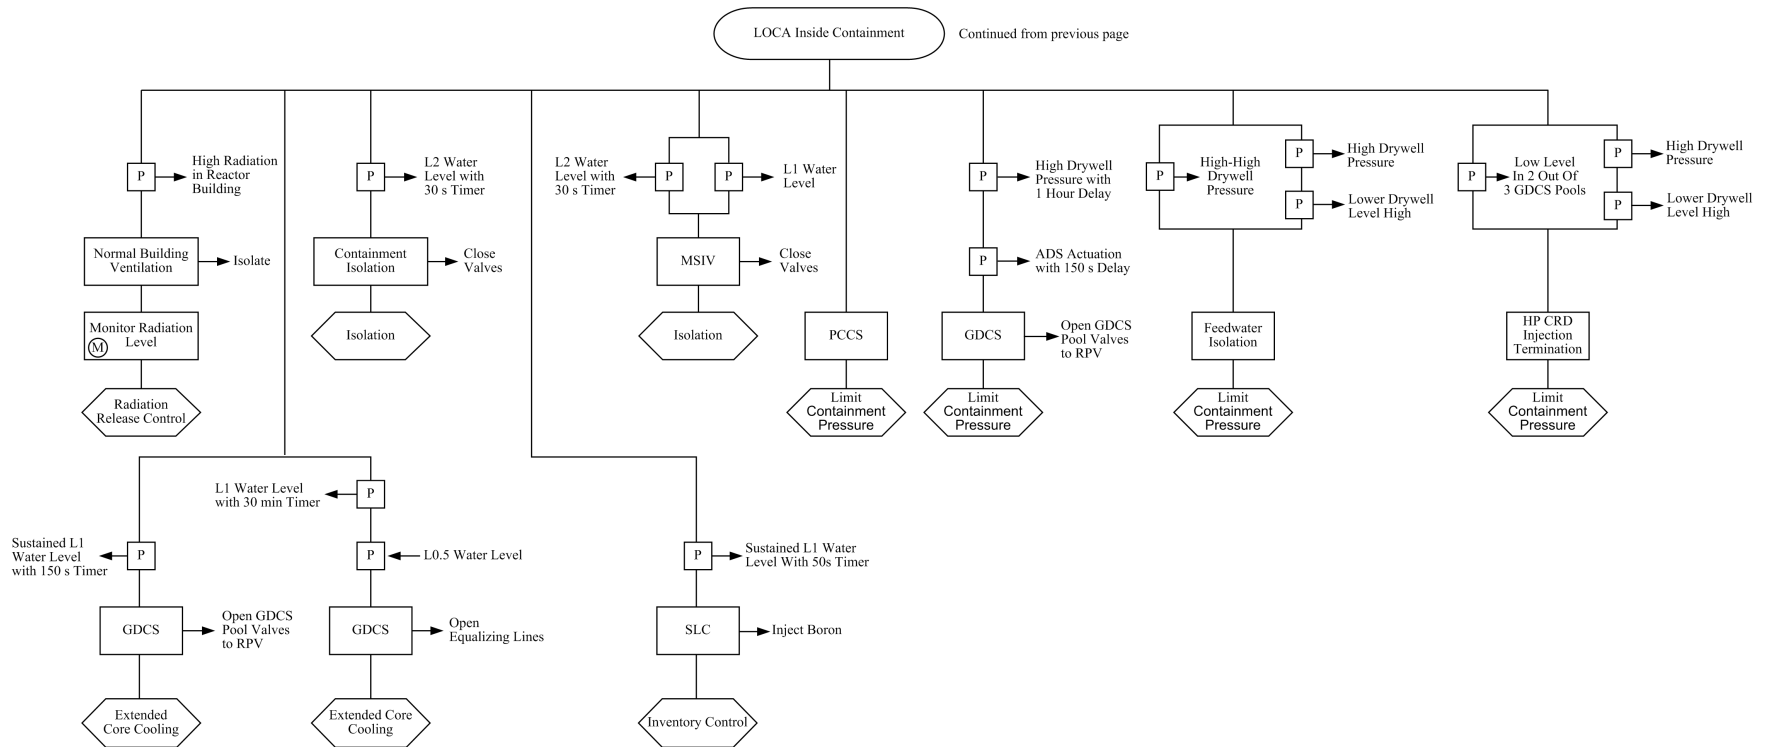 LOCA Inside Containment
Continued from previous page
P
High Radiation
in Reactor
Building
Normal Building
Ventilation
Isolate
Monitor Radiation
Level
M
Radiation
Release Control
P
L2 Water
Level with
30 s Timer
Containment
Isolation
Close
Valves
Isolation
L2 Water
Level with
30 s Timer
P
P
L1 Water
Level
MSIV
Close
Valves
Isolation
PCCS
Limit
Containment
Pressure
P
High Drywell
Pressure with
1 Hour Delay
P
ADS Actuation
with 150 s Delay
GDCS
Open GDCS
Pool Valves
to RPV
Limit
Containment
Pressure
P
High-High
Drywell
Pressure
P
High Drywell
Pressure
P
Lower Drywell
Level High
Feedwater
Isolation
Limit
Containment
Pressure
P
Low Level
In 2 Out Of
3 GDCS Pools
P
High Drywell
Pressure
P
Lower Drywell
Level High
HP CRD
Injection
Termination
Limit
Containment
Pressure
Sustained L1
Water Level
with 150 s Timer
P
GDCS
Open GDCS
Pool Valves
to RPV
Extended
Core Cooling
L1 Water Level
with 30 min Timer
P
P
L0.5 Water Level
GDCS
Open
Equalizing Lines
Extended Core
Cooling
P
Sustained L1 Water
Level With 50s Timer
SLC
Inject Boron
Inventory Control